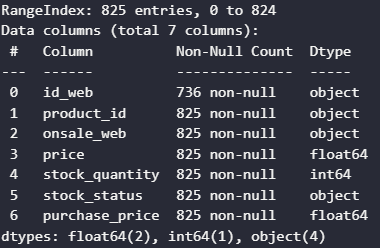 RangeIndex: 825 entries, 0 to 824
Data columns (total 7 columns):
 #   Column          Non-Null Count  Dtype
---  ------          --------------  -----
 0   id_web          736 non-null    object
 1   product_id      825 non-null    object
 2   onsale_web      825 non-null    object
 3   price           825 non-null    float64
 4   stock_quantity  825 non-null    int64
 5   stock_status    825 non-null    object
 6   purchase_price  825 non-null    float64
dtypes: float64(2), int64(1), object(4)